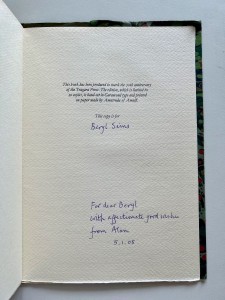 This book has been produced to mark the 50th anniversary
of the Tragara Press. The edition, which is limited to
copies, is hand-set in Garamond type and printed
on paper made by Amatruda of Amalfi.
This copy is for
Beryl Sims
For dear Beryl
With affectionate good wishes
from Alan
5.1.05